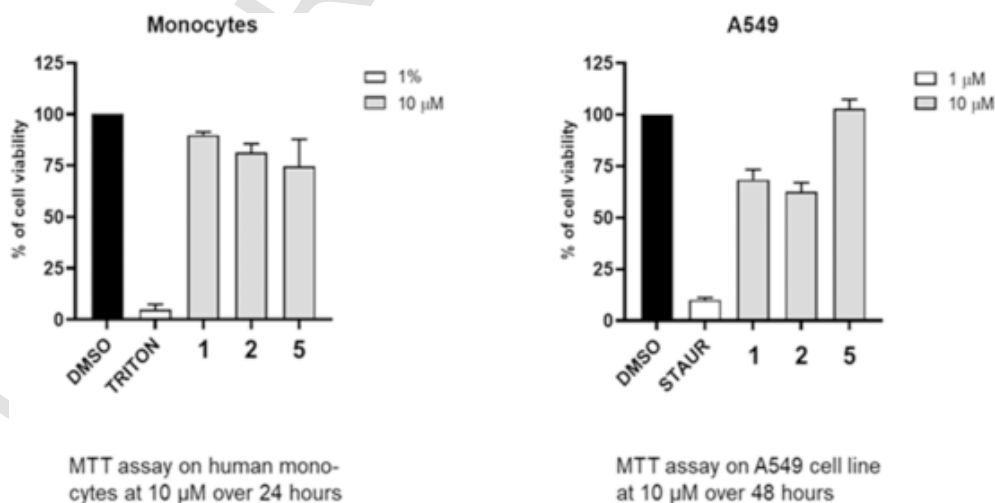 Monocytes
125
100
75
50
25
0
% of cell viability
1%
10 µM
DMSO
TRITON
1
2
5
MTT assay on human mono-
cytes at 10 µM over 24 hours
A549
125
100
75
50
25
0
% of cell viability
1 µM
10 µM
DMSO
STAUR
1
2
5
MTT assay on A549 cell line
at 10 µM over 48 hours